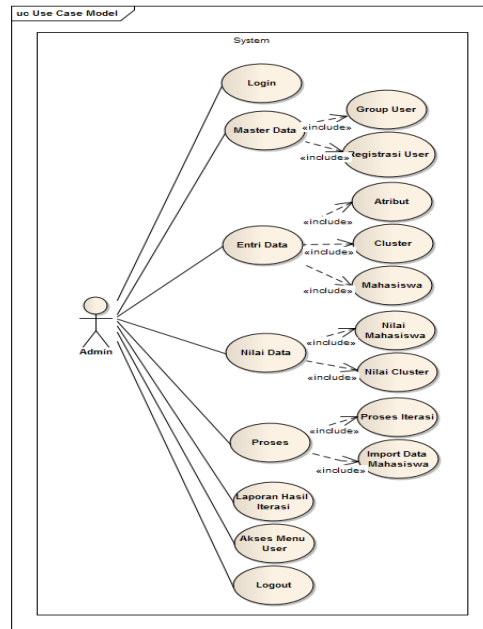 uc Use Case Model
System
Login
Master Data
Group User
«include»
«include»
Registrasi User
Entri Data
Atribut
«include»
Cluster
«include»
Mahasiswa
«include»
Admin
Nilai Data
Nilai
Mahasiswa
«include»
Nilai Cluster
«include»
Proses
Proses Iterasi
«include»
Import Data
Mahasiswa
«include»
Laporan Hasil
Iterasi
Akses Menu
User
Logout